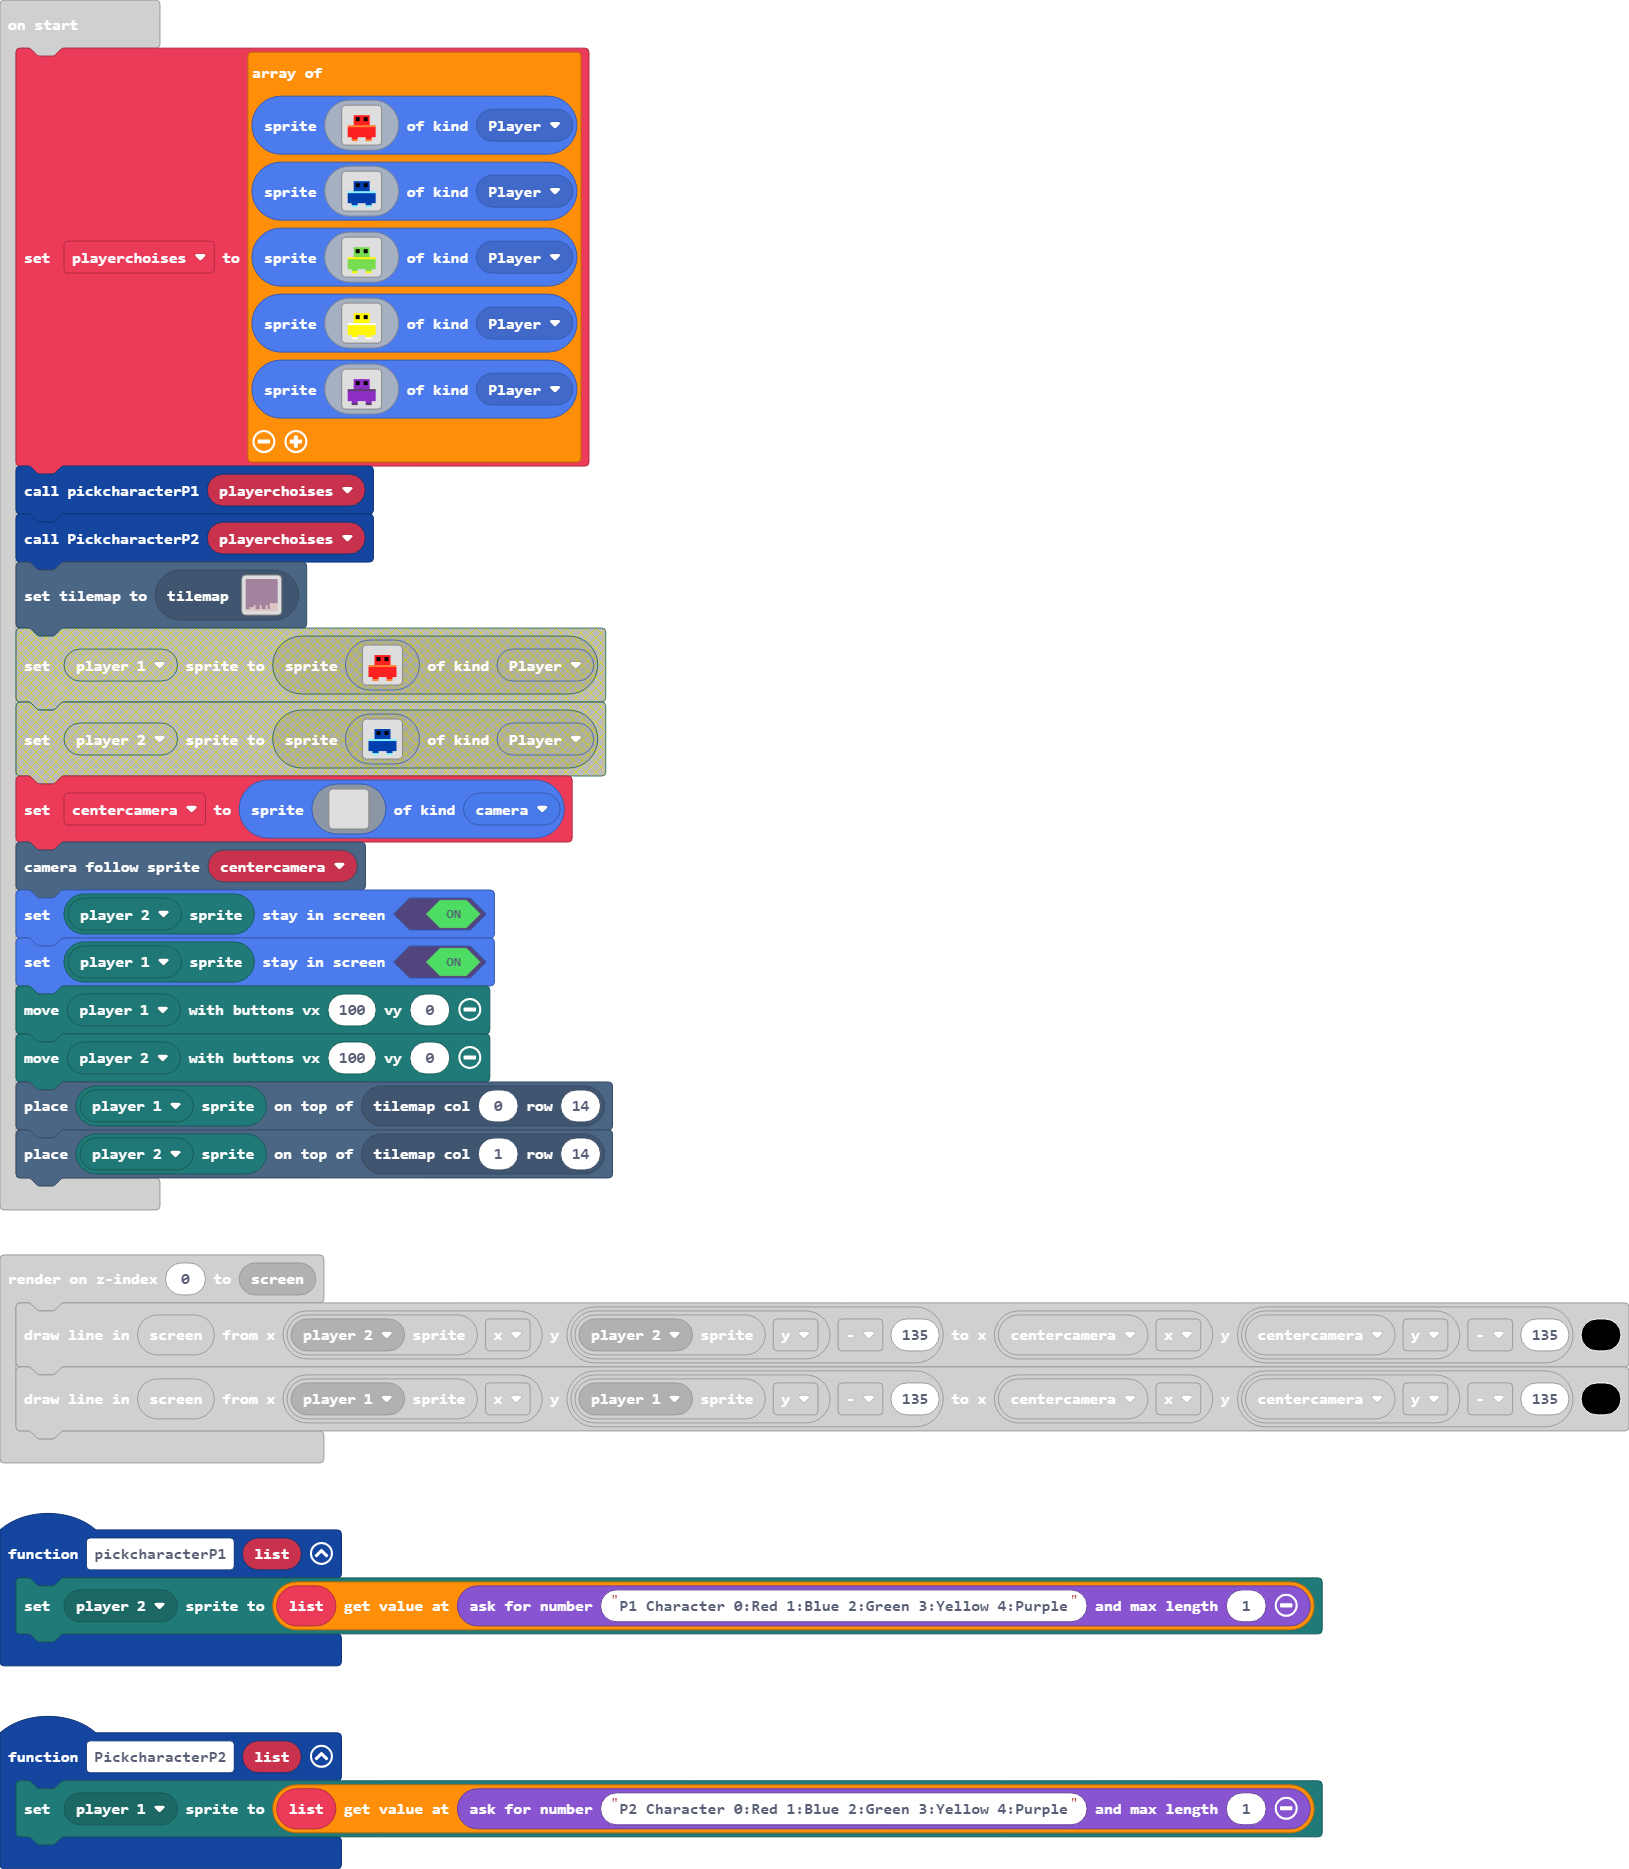 on start
array of
sprite of kind Player
sprite of kind Player
set playerchoises to sprite of kind Player
sprite of kind Player
sprite of kind Player
call pickcharacterP1 playerchoises
call PickcharacterP2 playerchoises
set tilemap to tilemap
set player 1 sprite to sprite of kind Player
set player 2 sprite to sprite of kind Player
set centercamera to sprite of kind camera
camera follow sprite centercamera
set player 2 sprite stay in screen ON
set player 1 sprite stay in screen ON
move player 1 with buttons vx 100 vy 0
move player 2 with buttons vx 100 vy 0
place player 1 sprite on top of tilemap col 0 row 14
place player 2 sprite on top of tilemap col 1 row 14
render on z-index 0 to screen
draw line in screen from x player 2 sprite x y player 2 sprite y - 135 to x centercamera x y centercamera y - 135
draw line in screen from x player 1 sprite x y player 1 sprite y - 135 to x centercamera x y centercamera y - 135
function pickcharacterP1 list
set player 2 sprite to list get value at ask for number "P1 Character 0:Red 1:Blue 2:Green 3:Yellow 4:Purple" and max length 1
function PickcharacterP2 list
set player 1 sprite to list get value at ask for number "P2 Character 0:Red 1:Blue 2:Green 3:Yellow 4:Purple" and max length 1